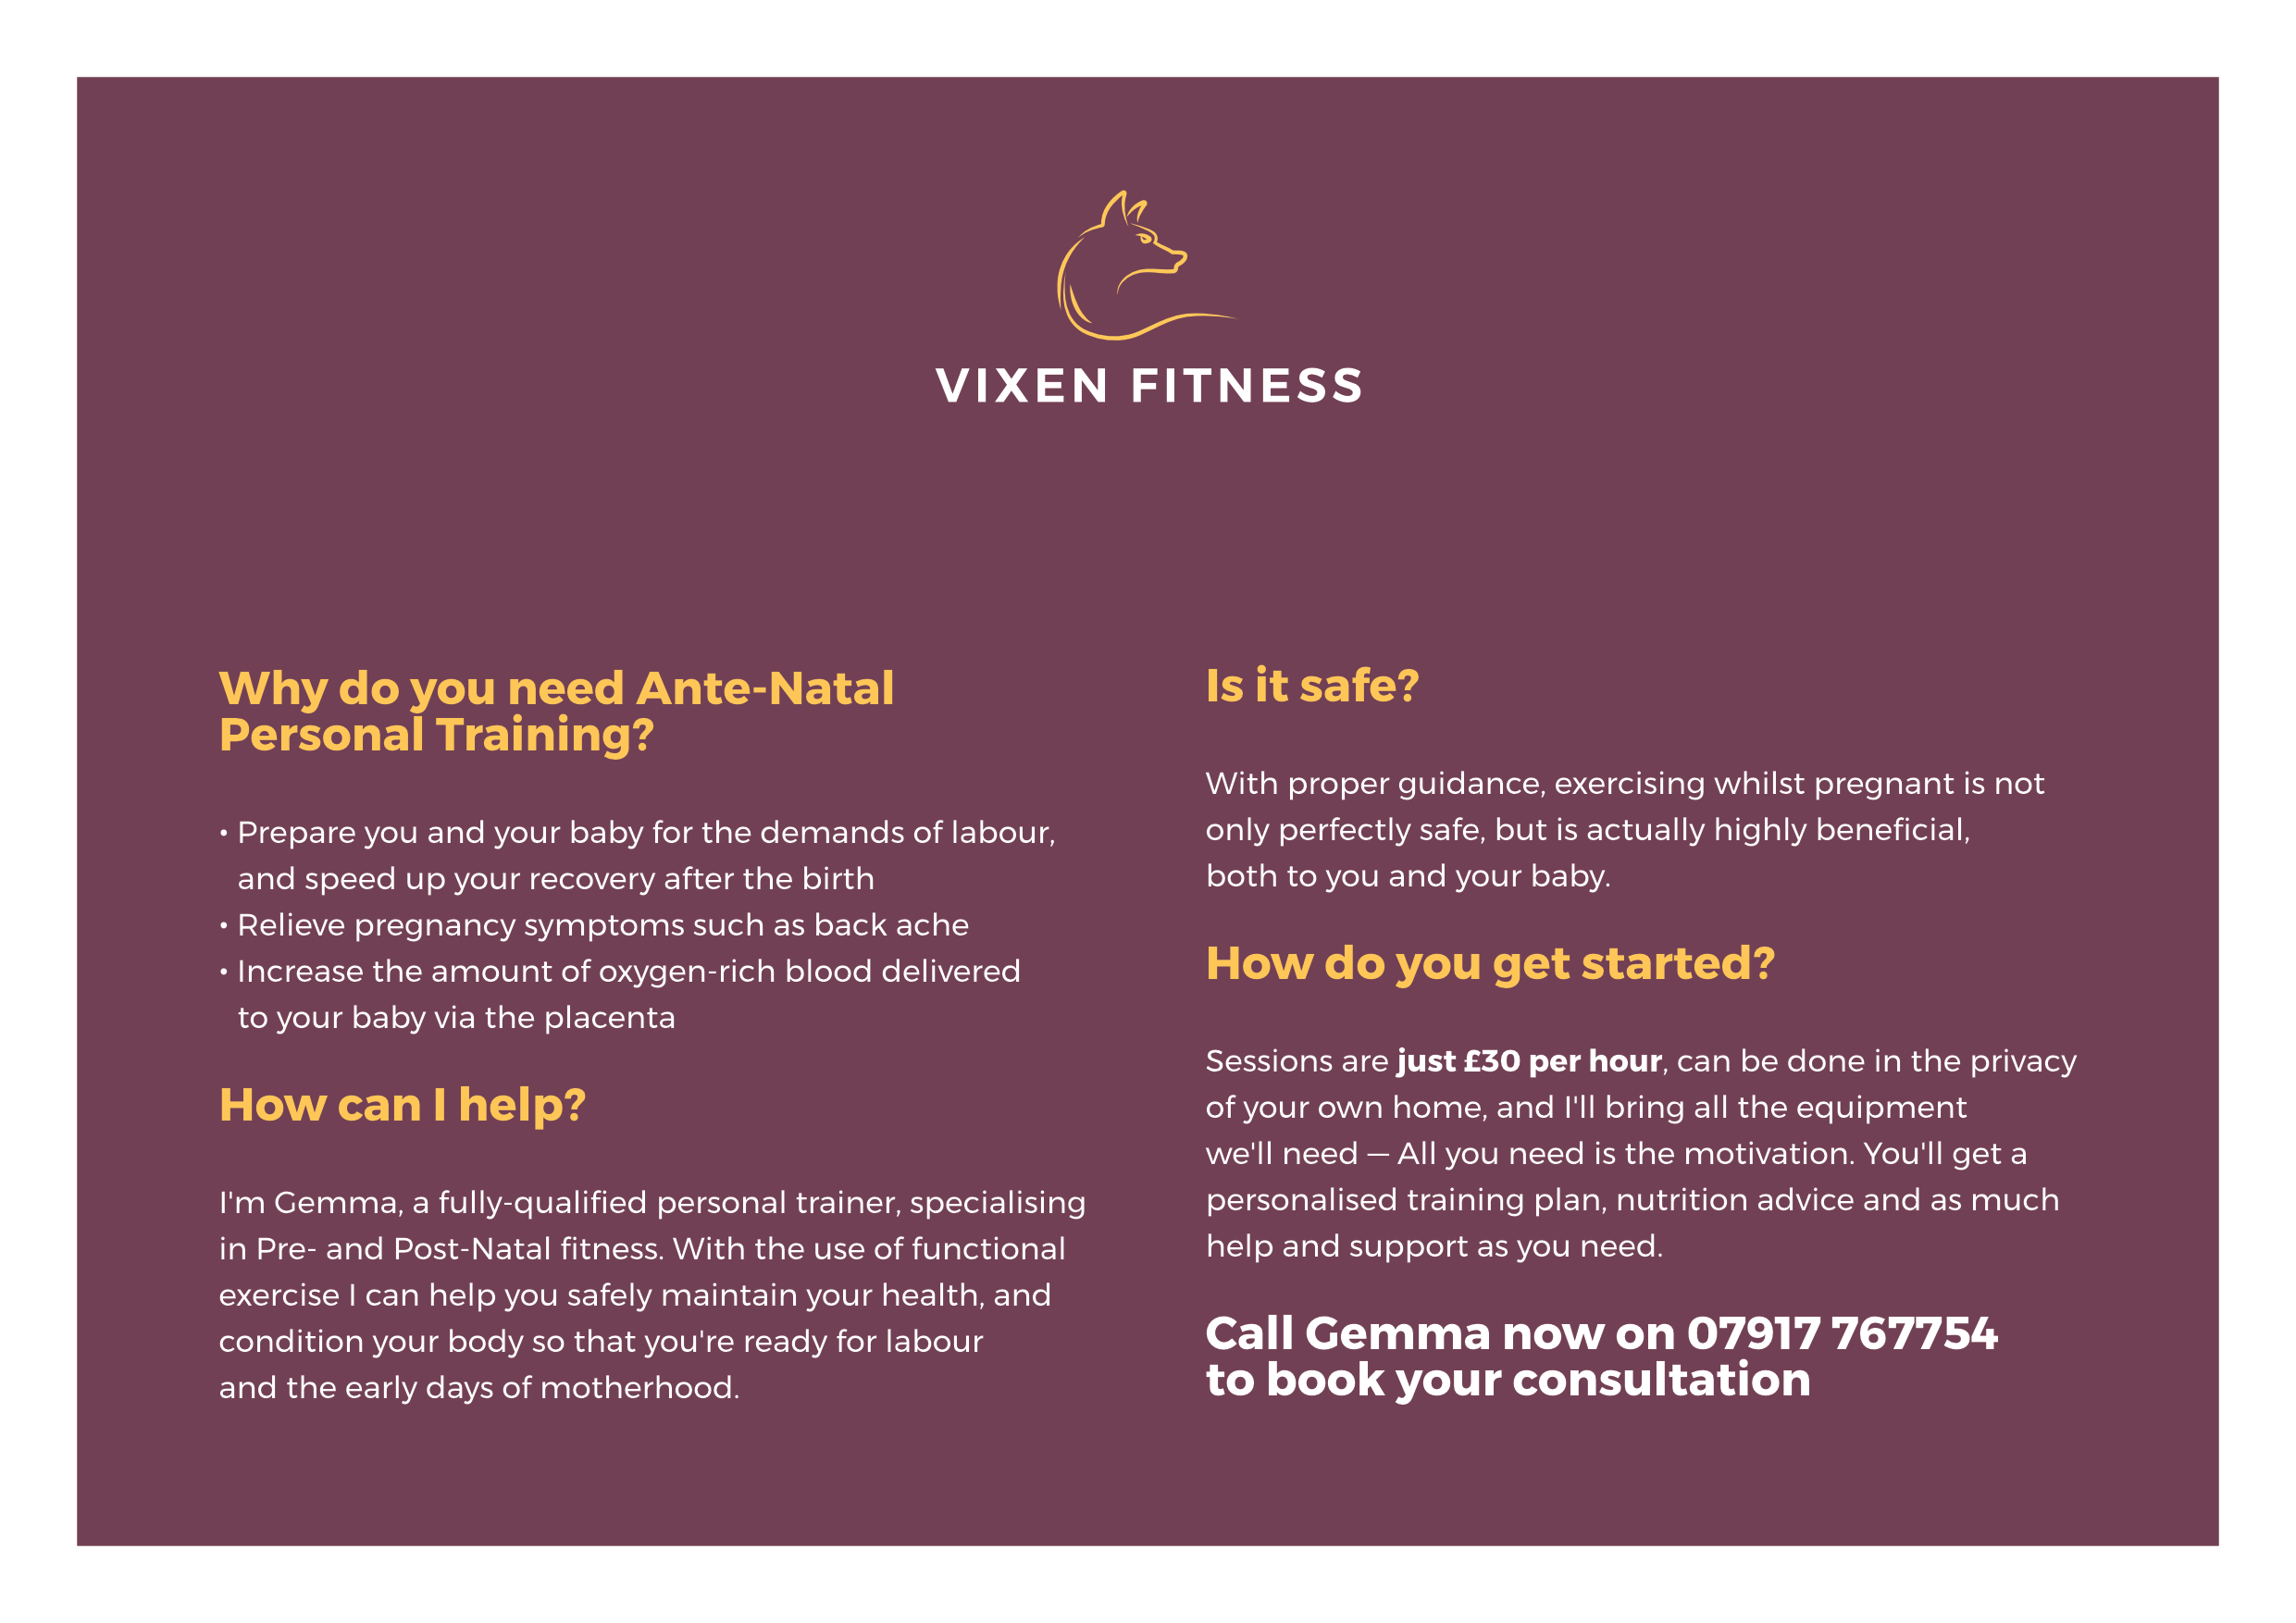 VIXEN FITNESS
Why do you need Ante-Natal
Personal Training?
• Prepare you and your baby for the demands of labour,
and speed up your recovery after the birth
• Relieve pregnancy symptoms such as back ache
• Increase the amount of oxygen-rich blood delivered
to your baby via the placenta
How can I help?
I'm Gemma, a fully-qualified personal trainer, specialising
in Pre- and Post-Natal fitness. With the use of functional
exercise I can help you safely maintain your health, and
condition your body so that you're ready for labour
and the early days of motherhood.
Is it safe?
With proper guidance, exercising whilst pregnant is not
only perfectly safe, but is actually highly beneficial,
both to you and your baby.
How do you get started?
Sessions are just £30 per hour, can be done in the privacy
of your own home, and I'll bring all the equipment
we'll need — All you need is the motivation. You'll get a
personalised training plan, nutrition advice and as much
help and support as you need.
Call Gemma now on 07917 767754
to book your consultation